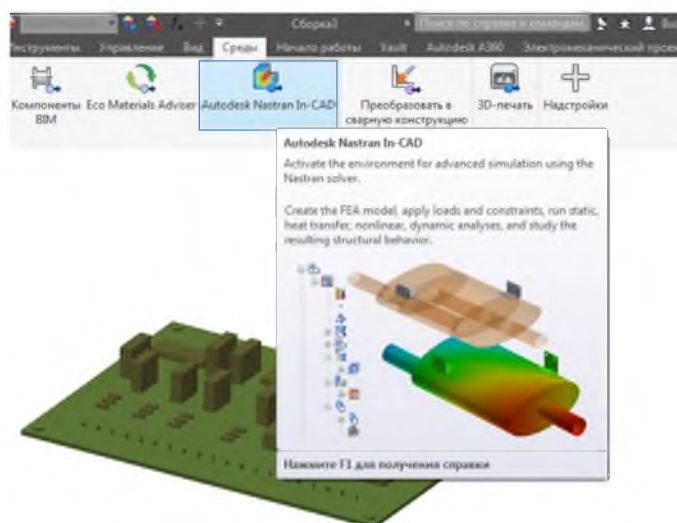 Сборка3
Поиск по справке и командам
Инструменты Управление Вид Среды Начало работы Vault Autodesk A360 Электромеханический
Компоненты Eco Materials Adviser Autodesk Nastran In-CAD Преобразовать в 3D-печать Надстройки
BIM сварную конструкцию
Autodesk Nastran In-CAD
Activate the environment for advanced simulation using the
Nastran solver.
Create the FEA model, apply loads and constraints, run static,
heat transfer, nonlinear, dynamic analyses, and study the
resulting structural behavior.
Нажмите F1 для получения справки